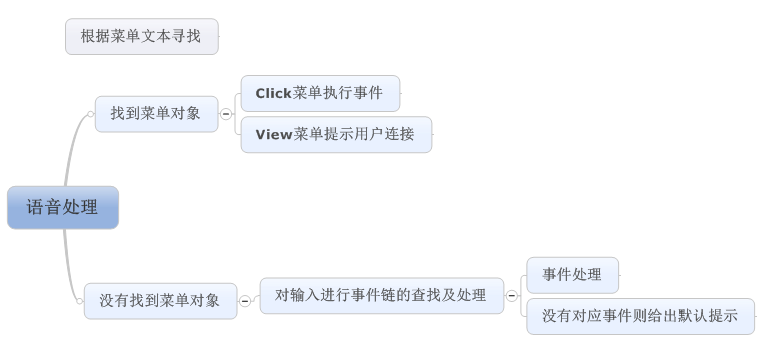 根据菜单文本寻找
找到菜单对象
Click菜单执行事件
View菜单提示用户连接
语音处理
没有找到菜单对象
对输入进行事件链的查找及处理
事件处理
没有对应事件则给出默认提示